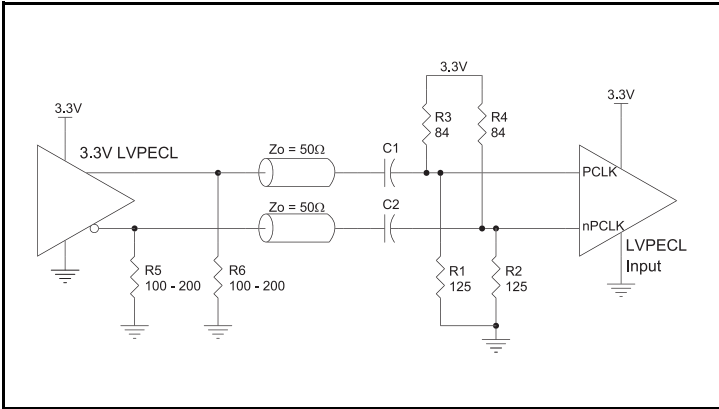 3.3V
3.3V LVPECL
R5
100 - 200
R6
100 - 200
Zo = 50Ω
Zo = 50Ω
C1
C2
3.3V
R3
84
R4
84
R1
125
R2
125
3.3V
PCLK
nPCLK
LVPECL
Input